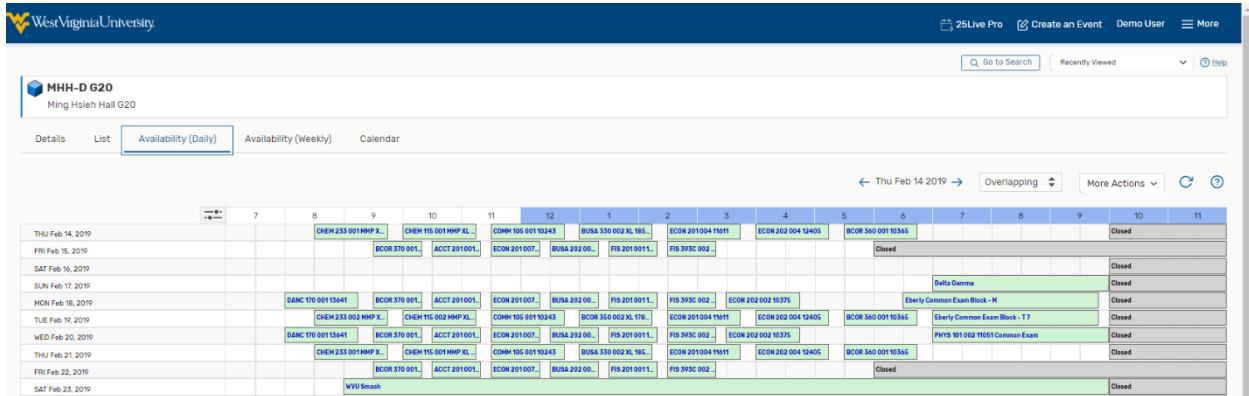 West Virginia University. 25Live Pro Create an Event Demo User More
Go to Search Recently Viewed Help
MHH-D G20
Ming Hsieh Hall G20
Details List Availability (Daily) Availability (Weekly) Calendar
Thu Feb 14 2019 Overlapping More Actions
7 8 9 10 11 12 1 2 3 4 5 6 7 8 9 10 11
THU Feb 14, 2019 CHEM 233 001 MMP X... CHEM 115 001 MMP XL ... COMM 105 001 10243 BUSA 330 002 XL 185... ECON 201 004 11611 ECON 202 004 12405 BCOR 360 001 10365 Closed
FRI Feb 15, 2019 BCOR 370 001... ACCT 201 001... ECON 201 007... BUSA 202 00... FIS 201 001 1... FIS 393C 002 ... Closed
SAT Feb 16, 2019 Closed
SUN Feb 17, 2019 Delta Gamma Closed
MON Feb 18, 2019 DANC 170 001 13641 BCOR 370 001... ACCT 201 001... ECON 201 007... BUSA 202 00... FIS 201 001 1... FIS 393C 002 ... ECON 202 002 10375 Eberly Common Exam Block - M Closed
TUE Feb 19, 2019 CHEM 233 002 MMP X... CHEM 115 002 MMP XL... COMM 105 001 10243 BCOR 350 002 XL 178... ECON 201 004 11611 ECON 202 004 12405 BCOR 360 001 10365 Eberly Common Exam Block - T 7 Closed
WED Feb 20, 2019 DANC 170 001 13641 BCOR 370 001... ACCT 201 001... ECON 201 007... BUSA 202 00... FIS 201 001 1... FIS 393C 002 ... ECON 202 002 10375 PHYS 101 002 11051 Common Exam Closed
THU Feb 21, 2019 CHEM 233 001 MMP X... CHEM 115 001 MMP XL ... COMM 105 001 10243 BUSA 330 002 XL 185... ECON 201 004 11611 ECON 202 004 12405 BCOR 360 001 10365 Closed
FRI Feb 22, 2019 BCOR 370 001... ACCT 201 001... ECON 201 007... BUSA 202 00... FIS 201 001 1... FIS 393C 002 ... Closed
SAT Feb 23, 2019 WVU Smash Closed